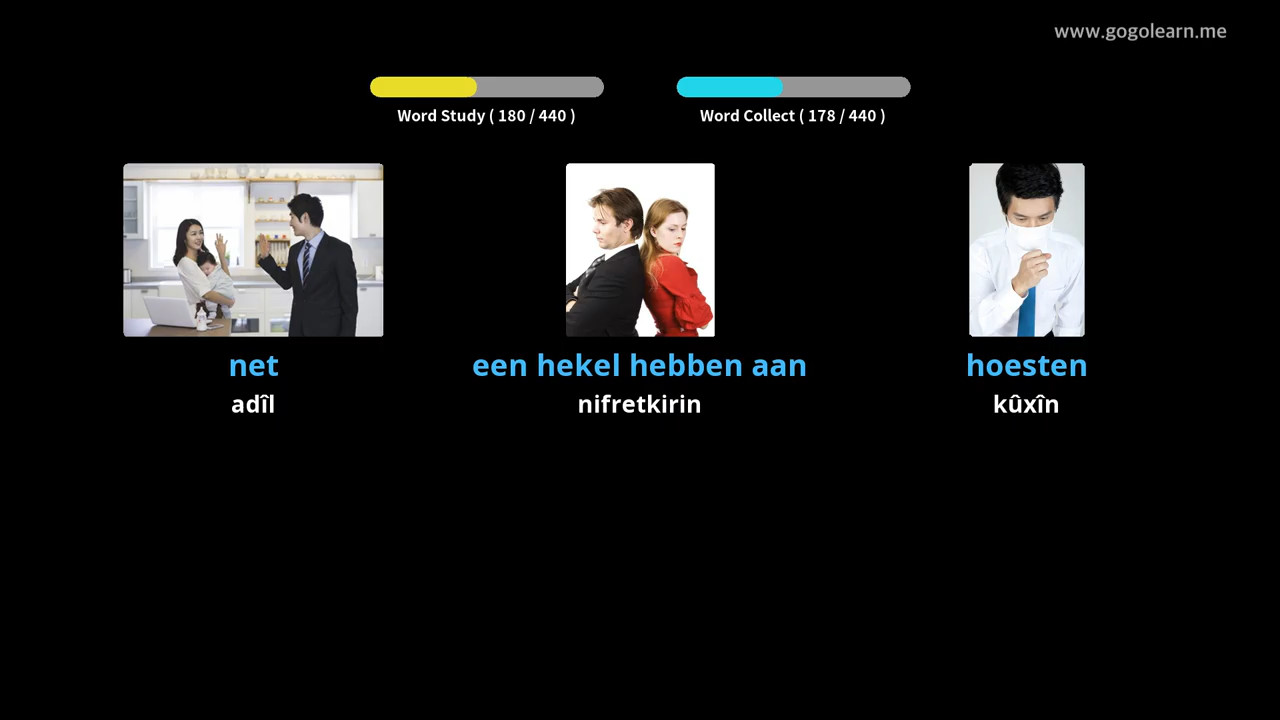 www.gogolearn.me
Word Study ( 180 / 440 )
Word Collect ( 178 / 440 )
net
een hekel hebben aan
hoesten
adîl
nifretkirin
kûxîn